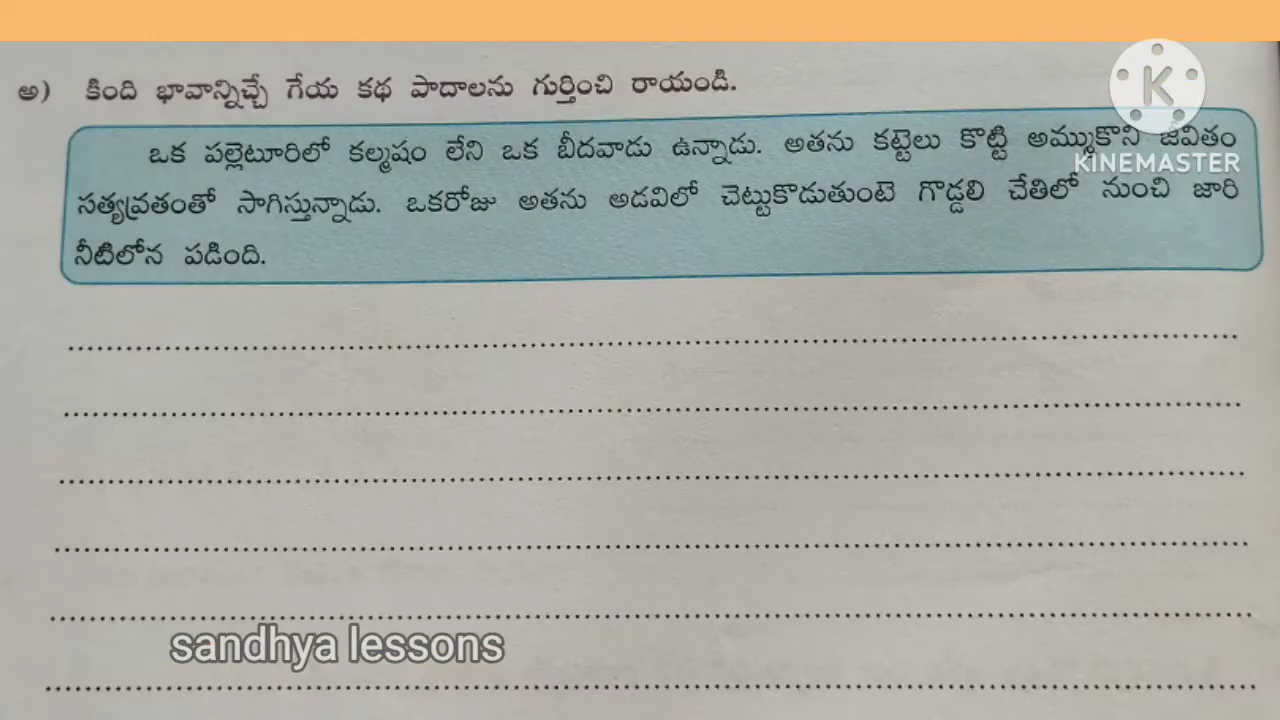 అ) కింది భావాన్నిచ్చే గేయ కథ పాదాలను గుర్తించి రాయండి.
K
KINEMASTER
ఒక పల్లెటూరిలో కల్మషం లేని ఒక బీదవాడు ఉన్నాడు. అతను కట్టెలు కొట్టి అమ్ముకొని జీవితం
సత్యవ్రతంతో సాగిస్తున్నాడు. ఒకరోజు అతను అడవిలో చెట్టుకొడుతుంటె గొడ్డలి చేతిలో నుంచి జారి
నీటిలోన పడింది.
sandhya lessons